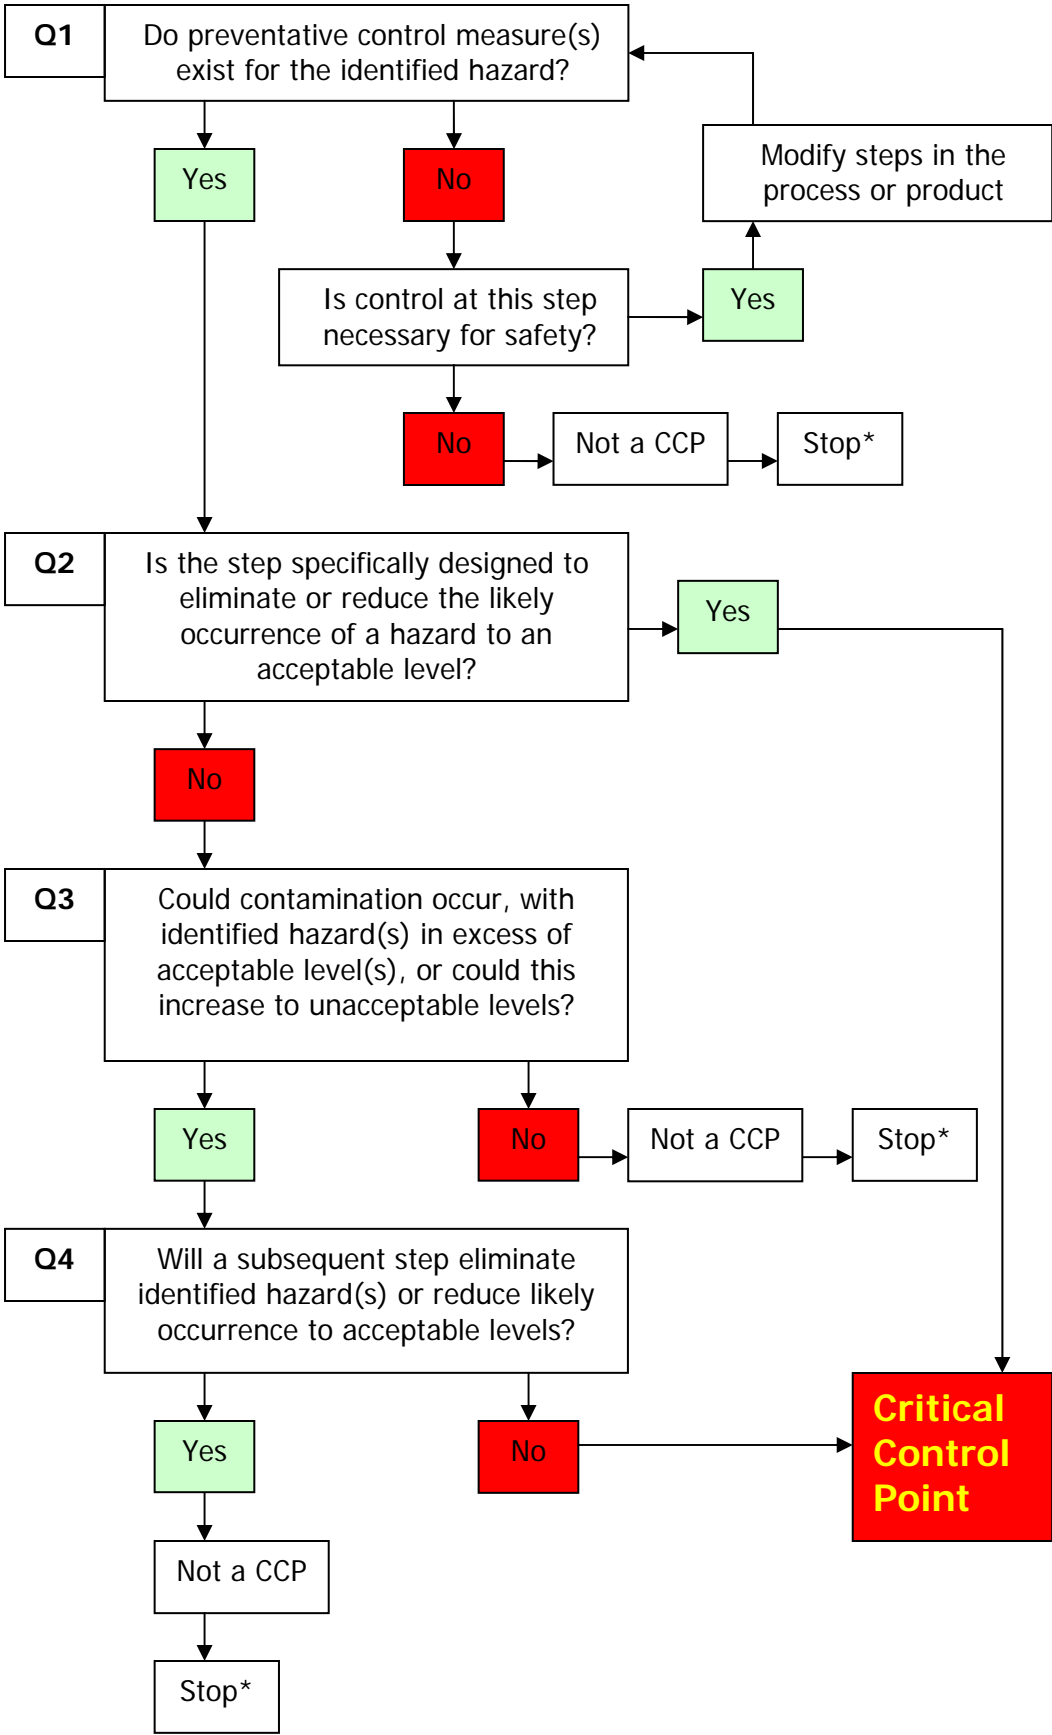 Q1
Do preventative control measure(s)
exist for the identified hazard?
Yes
No
Modify steps in the
process or product
Is control at this step
necessary for safety?
Yes
No
Not a CCP
Stop*
Q2
Is the step specifically designed to
eliminate or reduce the likely
occurrence of a hazard to an
acceptable level?
Yes
No
Q3
Could contamination occur, with
identified hazard(s) in excess of
acceptable level(s), or could this
increase to unacceptable levels?
Yes
No
Not a CCP
Stop*
Q4
Will a subsequent step eliminate
identified hazard(s) or reduce likely
occurrence to acceptable levels?
Yes
No
Critical
Control
Point
Not a CCP
Stop*